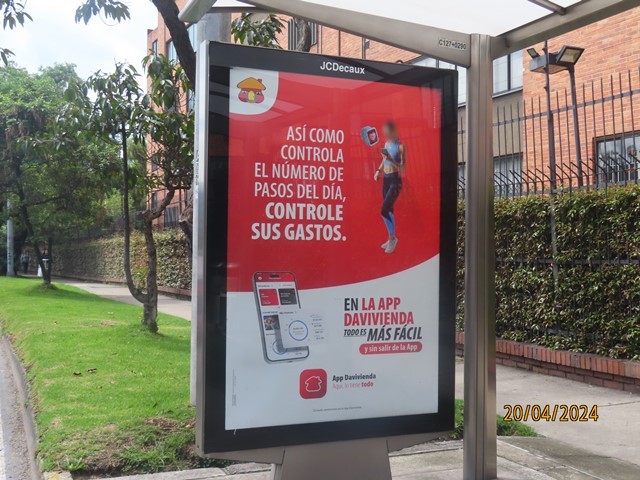 C127+0290
JCDecaux
ASÍ COMO
CONTROLA
EL NÚMERO DE
PASOS DEL DÍA,
CONTROLE
SUS GASTOS.
EN LA APP
DAVIVIENDA
TODO ES MÁS FÁCIL
y sin salir de la App
App Davivienda
Aquí, lo tiene todo
20/04/2024